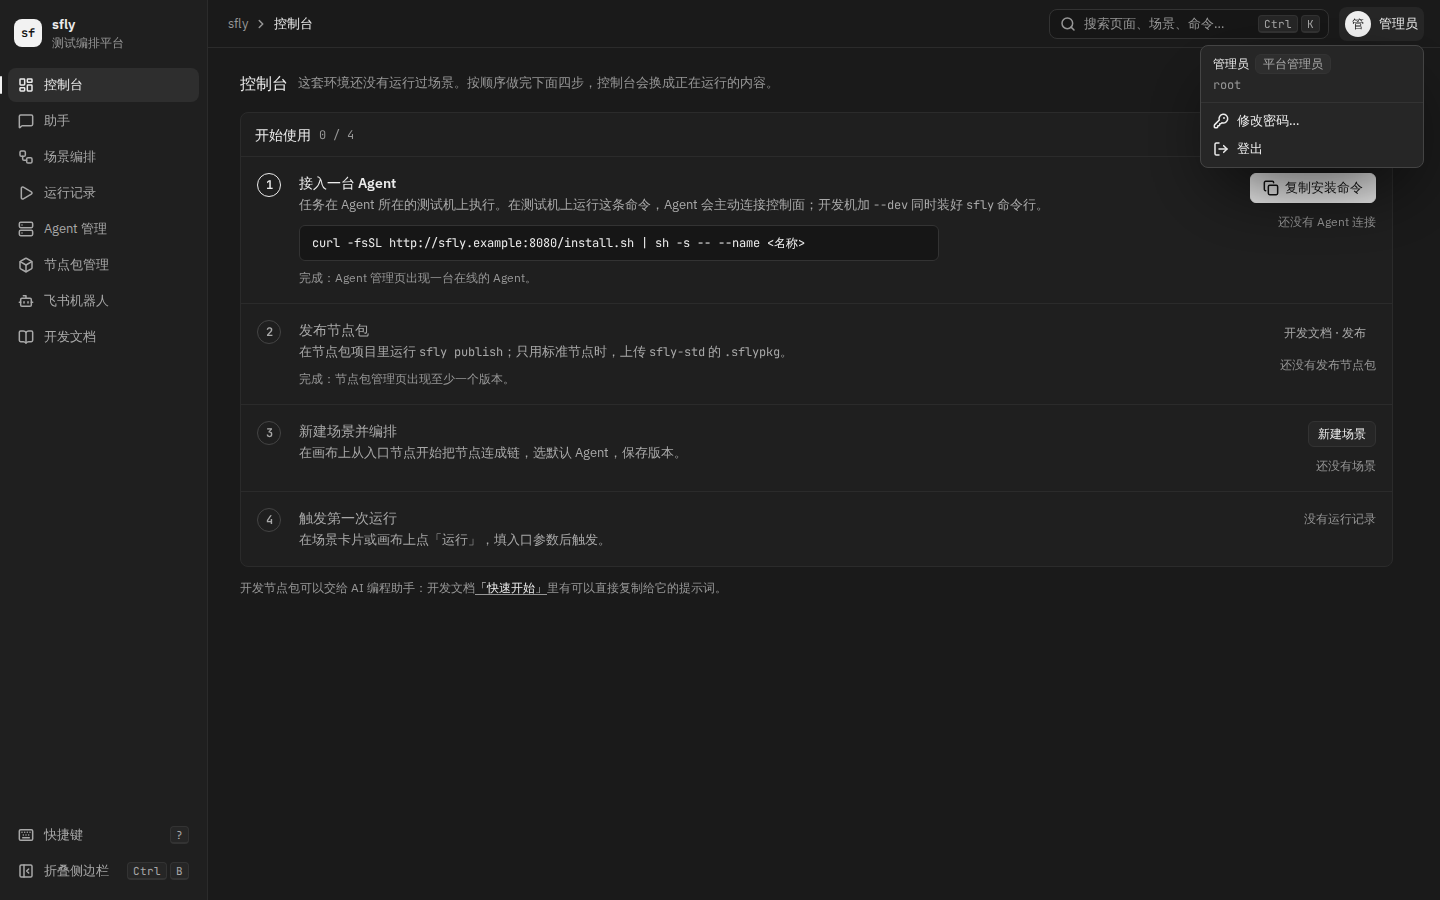 sf
sfly
测试编排平台
控制台
助手
场景编排
运行记录
Agent 管理
节点包管理
飞书机器人
开发文档
快捷键 ?
折叠侧边栏 Ctrl B
sfly > 控制台
搜索页面、场景、命令... Ctrl K
管 管理员
管理员 平台管理员
root
修改密码...
登出
控制台 这套环境还没有运行过场景。按顺序做完下面四步，控制台会换成正在运行的内容。
开始使用 0 / 4
1 接入一台 Agent
任务在 Agent 所在的测试机上执行。在测试机上运行这条命令，Agent 会主动连接控制面；开发机加 --dev 同时装好 sfly 命令行。
curl -fsSL http://sfly.example:8080/install.sh | sh -s -- --name <名称>
完成：Agent 管理页出现一台在线的 Agent。
复制安装命令
还没有 Agent 连接
2 发布节点包
在节点包项目里运行 sfly publish；只用标准节点时，上传 sfly-std 的 .sflypkg。
完成：节点包管理页出现至少一个版本。
开发文档 · 发布
还没有发布节点包
3 新建场景并编排
在画布上从入口节点开始把节点连成链，选默认 Agent，保存版本。
新建场景
还没有场景
4 触发第一次运行
在场景卡片或画布上点「运行」，填入口参数后触发。
没有运行记录
开发节点包可以交给 AI 编程助手：开发文档「快速开始」里有可以直接复制给它的提示词。